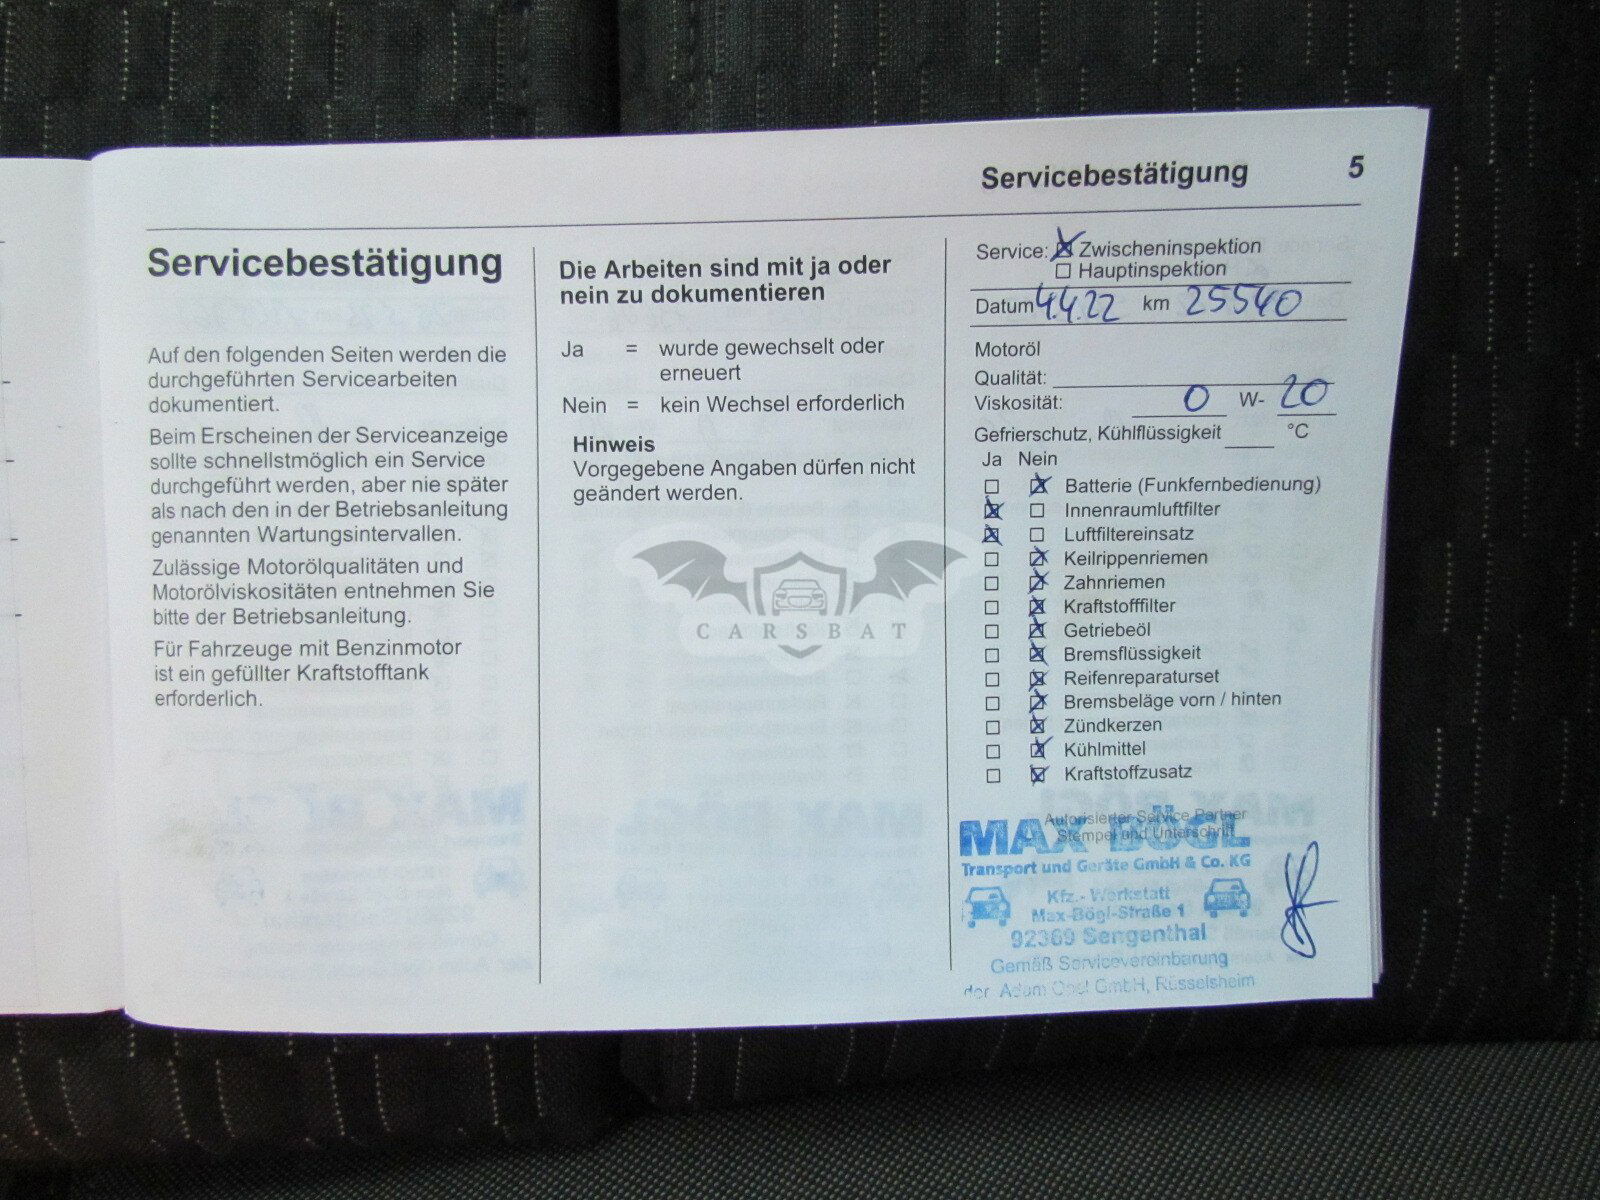 Servicebestätigung 5
Servicebestätigung
Auf den folgenden Seiten werden die
durchgeführten Servicearbeiten
dokumentiert.
Beim Erscheinen der Serviceanzeige
sollte schnellstmöglich ein Service
durchgeführt werden, aber nie später
als nach den in der Betriebsanleitung
genannten Wartungsintervallen.
Zulässige Motorölqualitäten und
Motorölviskositäten entnehmen Sie
bitte der Betriebsanleitung.
Für Fahrzeuge mit Benzinmotor
ist ein gefüllter Kraftstofftank
erforderlich.
Die Arbeiten sind mit ja oder
nein zu dokumentieren
Ja = wurde gewechselt oder
erneuert
Nein = kein Wechsel erforderlich
Hinweis
Vorgegebene Angaben dürfen nicht
geändert werden.
CARSBAT
Service: Zwischeninspektion
Hauptinspektion
Datum 4.4.22 km 25540
Motoröl
Qualität:
Viskosität: 0 W- 20
Gefrierschutz, Kühlflüssigkeit °C
Ja Nein
Batterie (Funkfernbedienung)
Innenraumluftfilter
Luftfiltereinsatz
Keilrippenriemen
Zahnriemen
Kraftstofffilter
Getriebeöl
Bremsflüssigkeit
Reifenreparaturset
Bremsbeläge vorn / hinten
Zündkerzen
Kühlmittel
Kraftstoffzusatz
Autorisierter Service Partner
Stempel und Unterschrift
MAX BÖGL
Transport und Geräte GmbH & Co. KG
Kfz.- Werkstatt
Max-Bögl-Straße 1
92369 Sengenthal
Gemäß Servicevereinbarung
der Adam Opel GmbH, Rüsselsheim